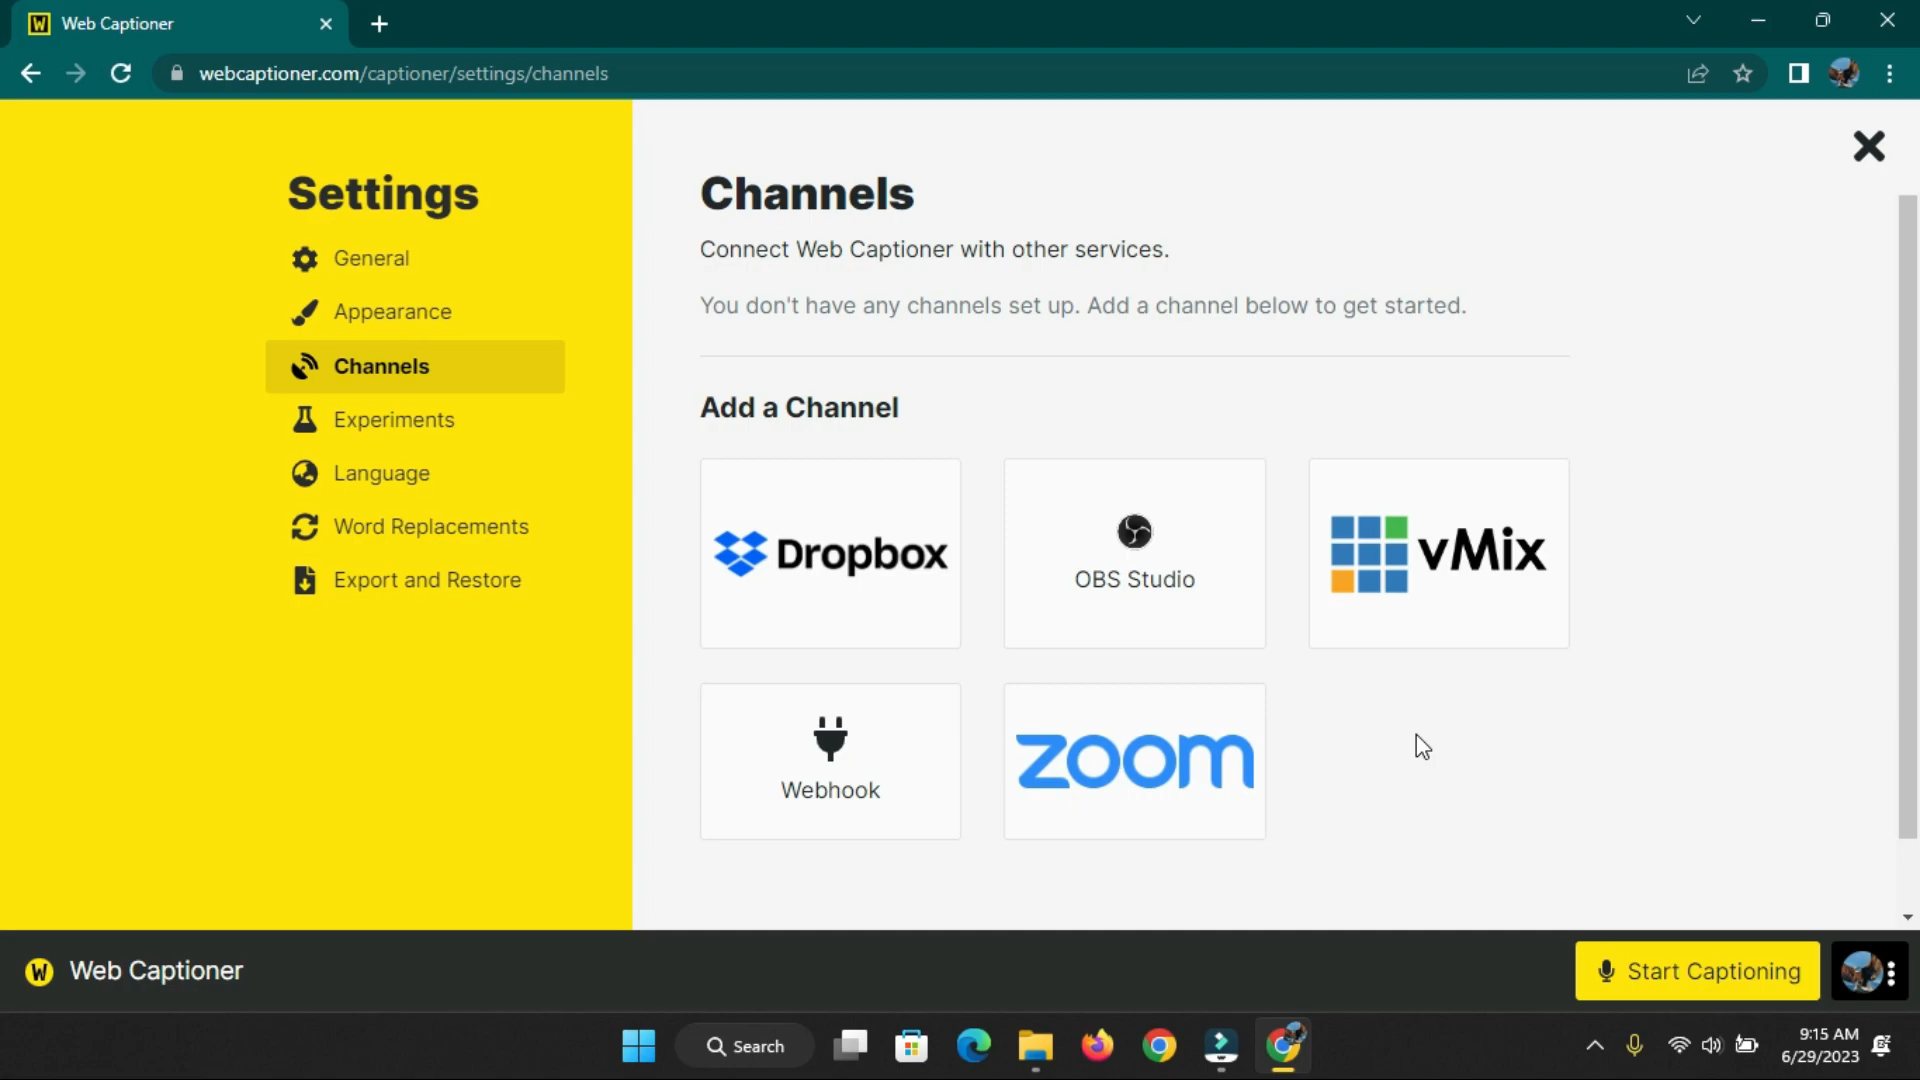 Web Captioner
webcaptioner.com/captioner/settings/channels
Settings
General
Appearance
Channels
Experiments
Language
Word Replacements
Export and Restore
Channels
Connect Web Captioner with other services.
You don't have any channels set up. Add a channel below to get started.
Add a Channel
Dropbox
OBS Studio
vMix
Webhook
zoom
W Web Captioner
Start Captioning
Search
9:15 AM
6/29/2023